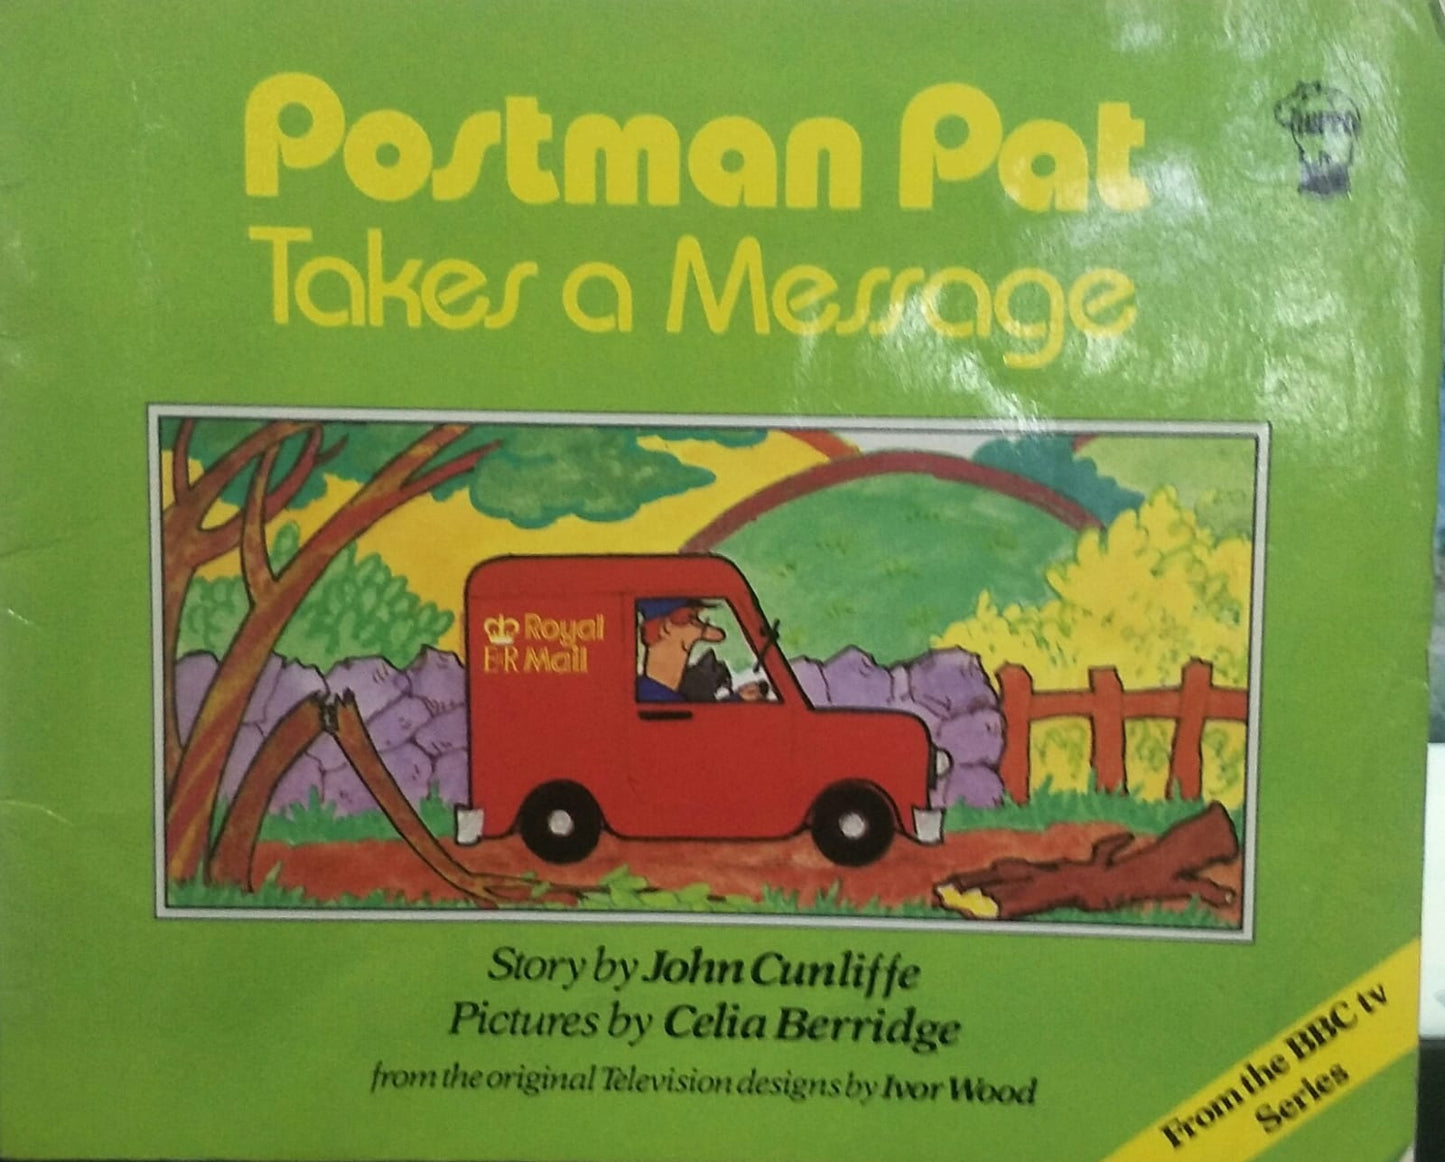 Postman Pat
Takes a Message
HIPPO
Royal
E R Mail
Story by John Cunliffe
Pictures by Celia Berridge
from the original Television designs by Ivor Wood
From the BBC tv
Series